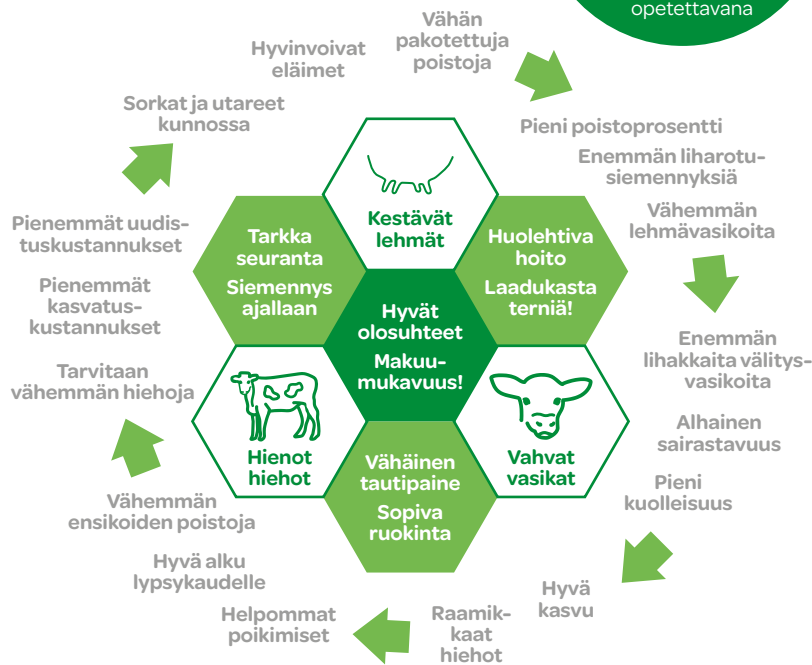 opetettavana
Vähän
pakotettuja
poistoja
Hyvinvoivat
eläimet
Sorkat ja utareet
kunnossa
Pieni poistoprosentti
Enemmän liharotu-
siemennyksiä
Vähemmän
lehmävasikoita
Enemmän
lihakkaita välitys-
vasikoita
Alhainen
sairastavuus
Pieni
kuolleisuus
Hyvä
kasvu
Raamik-
kaat
hiehot
Helpommat
poikimiset
Hyvä alku
lypsykaudelle
Vähemmän
ensikoiden poistoja
Tarvitaan
vähemmän hiehoja
Pienemmät
kasvatus-
kustannukset
Pienemmät uudis-
tuskustannukset
Kestävät
lehmät
Tarkka
seuranta
Siemennys
ajallaan
Huolehtiva
hoito
Laadukasta
terniä!
Hyvät
olosuhteet
Makuu-
mukavuus!
Hienot
hiehot
Vahvat
vasikat
Vähäinen
tautipaine
Sopiva
ruokinta